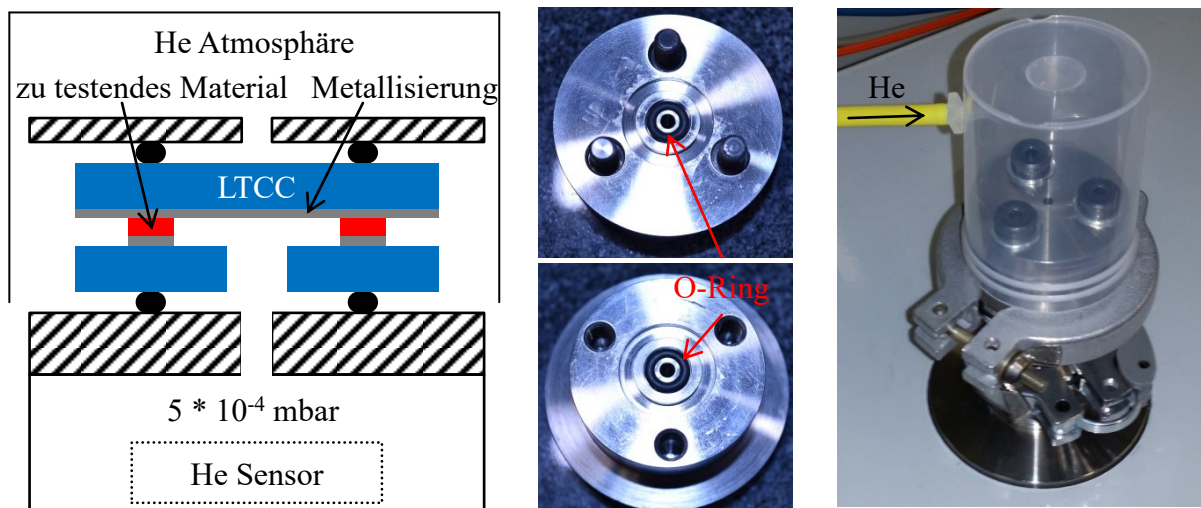 He Atmosphäre
zu testendes Material
Metallisierung
LTCC
5 * 10-4 mbar
He Sensor
O-Ring
He